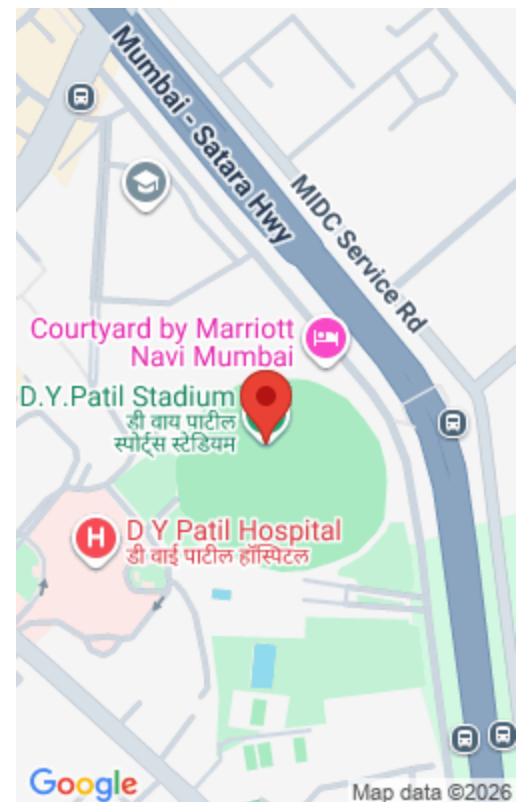 Mumbai - Satara Hwy
MIDC Service Rd
Courtyard by Marriott
Navi Mumbai
D.Y.Patil Stadium
डी वाय पाटील
स्पोर्ट्स स्टेडियम
H
D Y Patil Hospital
डी वाई पाटील हॉस्पिटल
Google
Map data ©2026